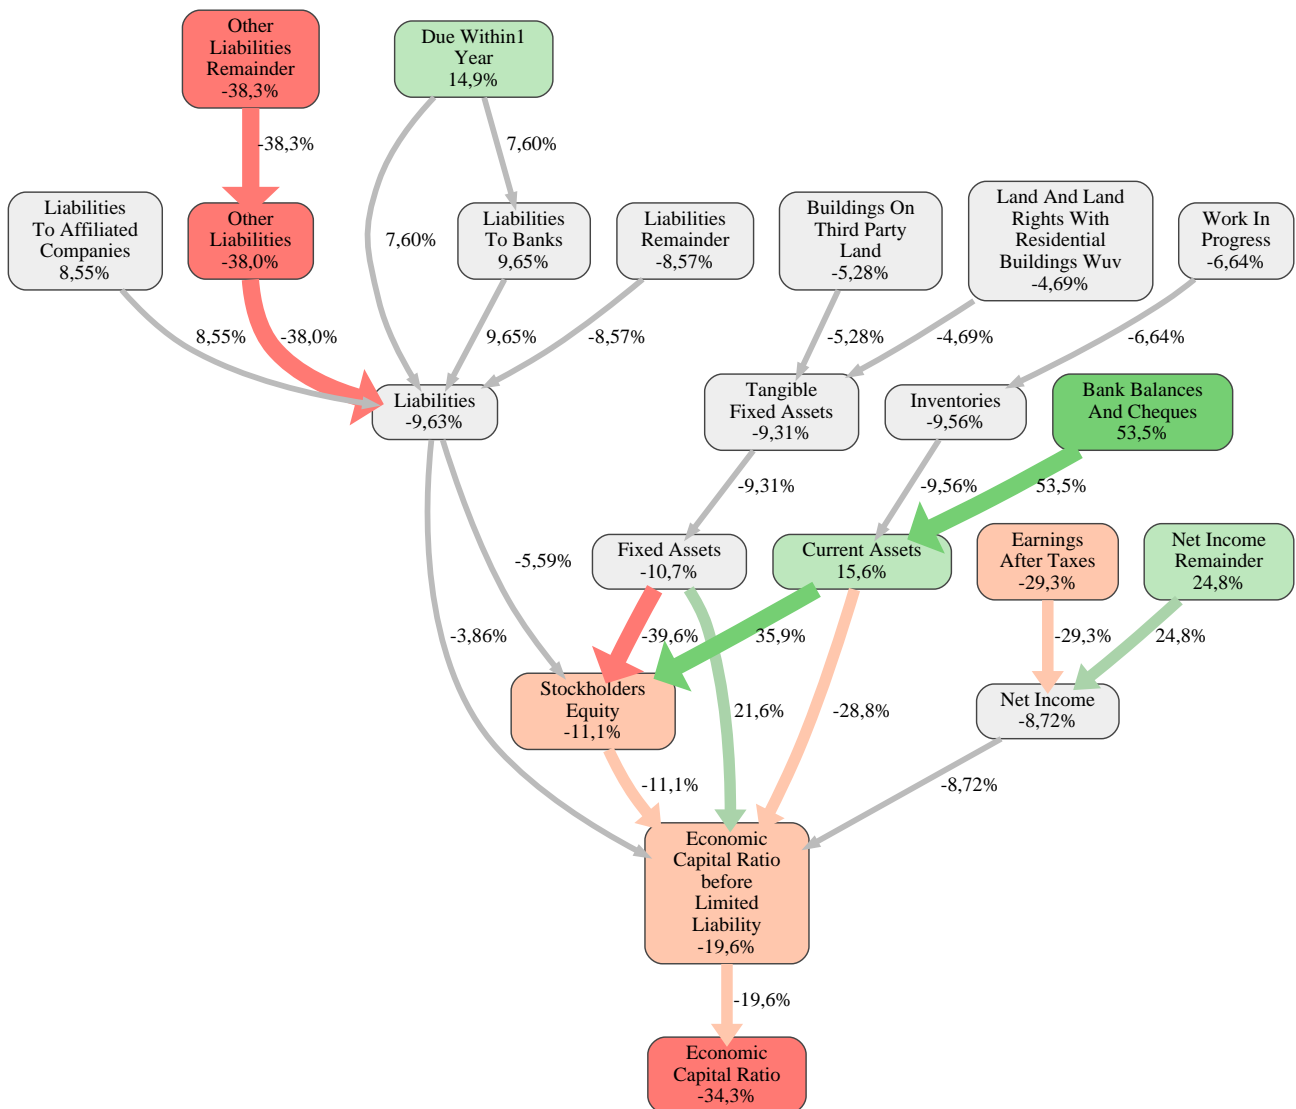 Other
Liabilities
Remainder
-38,3%
Due Within1
Year
14,9%
-38,3%
7,60%
Liabilities
To Affiliated
Companies
8,55%
Other
Liabilities
-38,0%
7,60%
Liabilities
To Banks
9,65%
Liabilities
Remainder
-8,57%
Buildings On
Third Party
Land
-5,28%
Land And Land
Rights With
Residential
Buildings Wuv
-4,69%
Work In
Progress
-6,64%
8,55%
-38,0%
9,65%
-8,57%
-5,28%
-4,69%
-6,64%
Liabilities
-9,63%
Tangible
Fixed Assets
-9,31%
Inventories
-9,56%
Bank Balances
And Cheques
53,5%
-9,31%
-9,56%
53,5%
-5,59%
Fixed Assets
-10,7%
Current Assets
15,6%
Earnings
After Taxes
-29,3%
Net Income
Remainder
24,8%
-3,86%
-39,6%
35,9%
-29,3%
24,8%
Stockholders
Equity
-11,1%
21,6%
-28,8%
Net Income
-8,72%
-11,1%
-8,72%
Economic
Capital Ratio
before
Limited
Liability
-19,6%
-19,6%
Economic
Capital Ratio
-34,3%